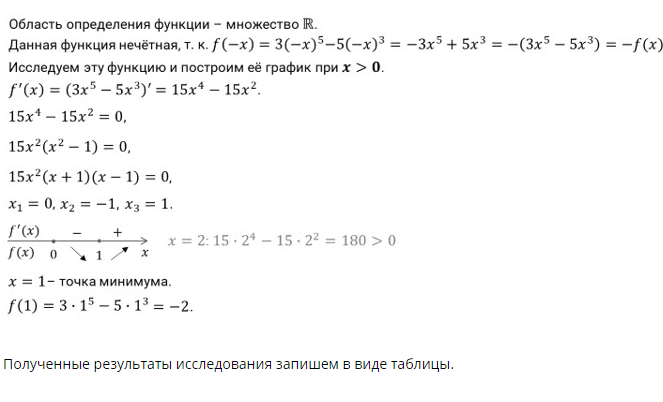 Область определения функции – множество ℝ.
Данная функция нечётная, т. к. f(−x) = 3(−x)⁵−5(−x)³ = −3x⁵ + 5x³ = −(3x⁵ − 5x³) = −f(x)
Исследуем эту функцию и построим её график при x > 0.
f′(x) = (3x⁵ − 5x³)′ = 15x⁴ − 15x².
15x⁴ − 15x² = 0,
15x²(x² − 1) = 0,
15x²(x + 1)(x − 1) = 0,
x₁ = 0, x₂ = −1, x₃ = 1.
f′(x) − +
x = 2: 15 · 2⁴ − 15 · 2² = 180 > 0
f(x) 0 ↘ 1 ↗ x
x = 1– точка минимума.
f(1) = 3 · 1⁵ − 5 · 1³ = −2.
Полученные результаты исследования запишем в виде таблицы.